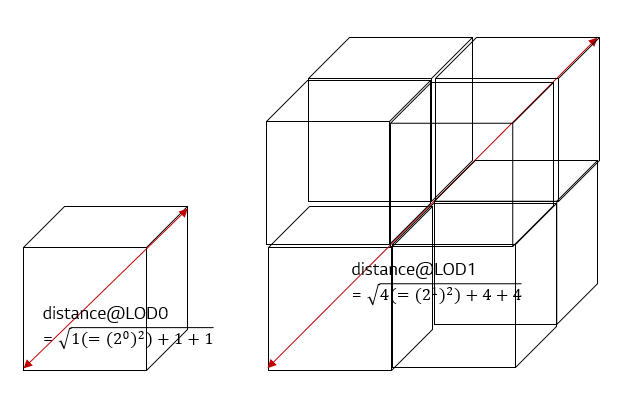 distance@LOD1
= √4(= (2¹)²) + 4 + 4
distance@LOD0
= √1(= (2⁰)²) + 1 + 1